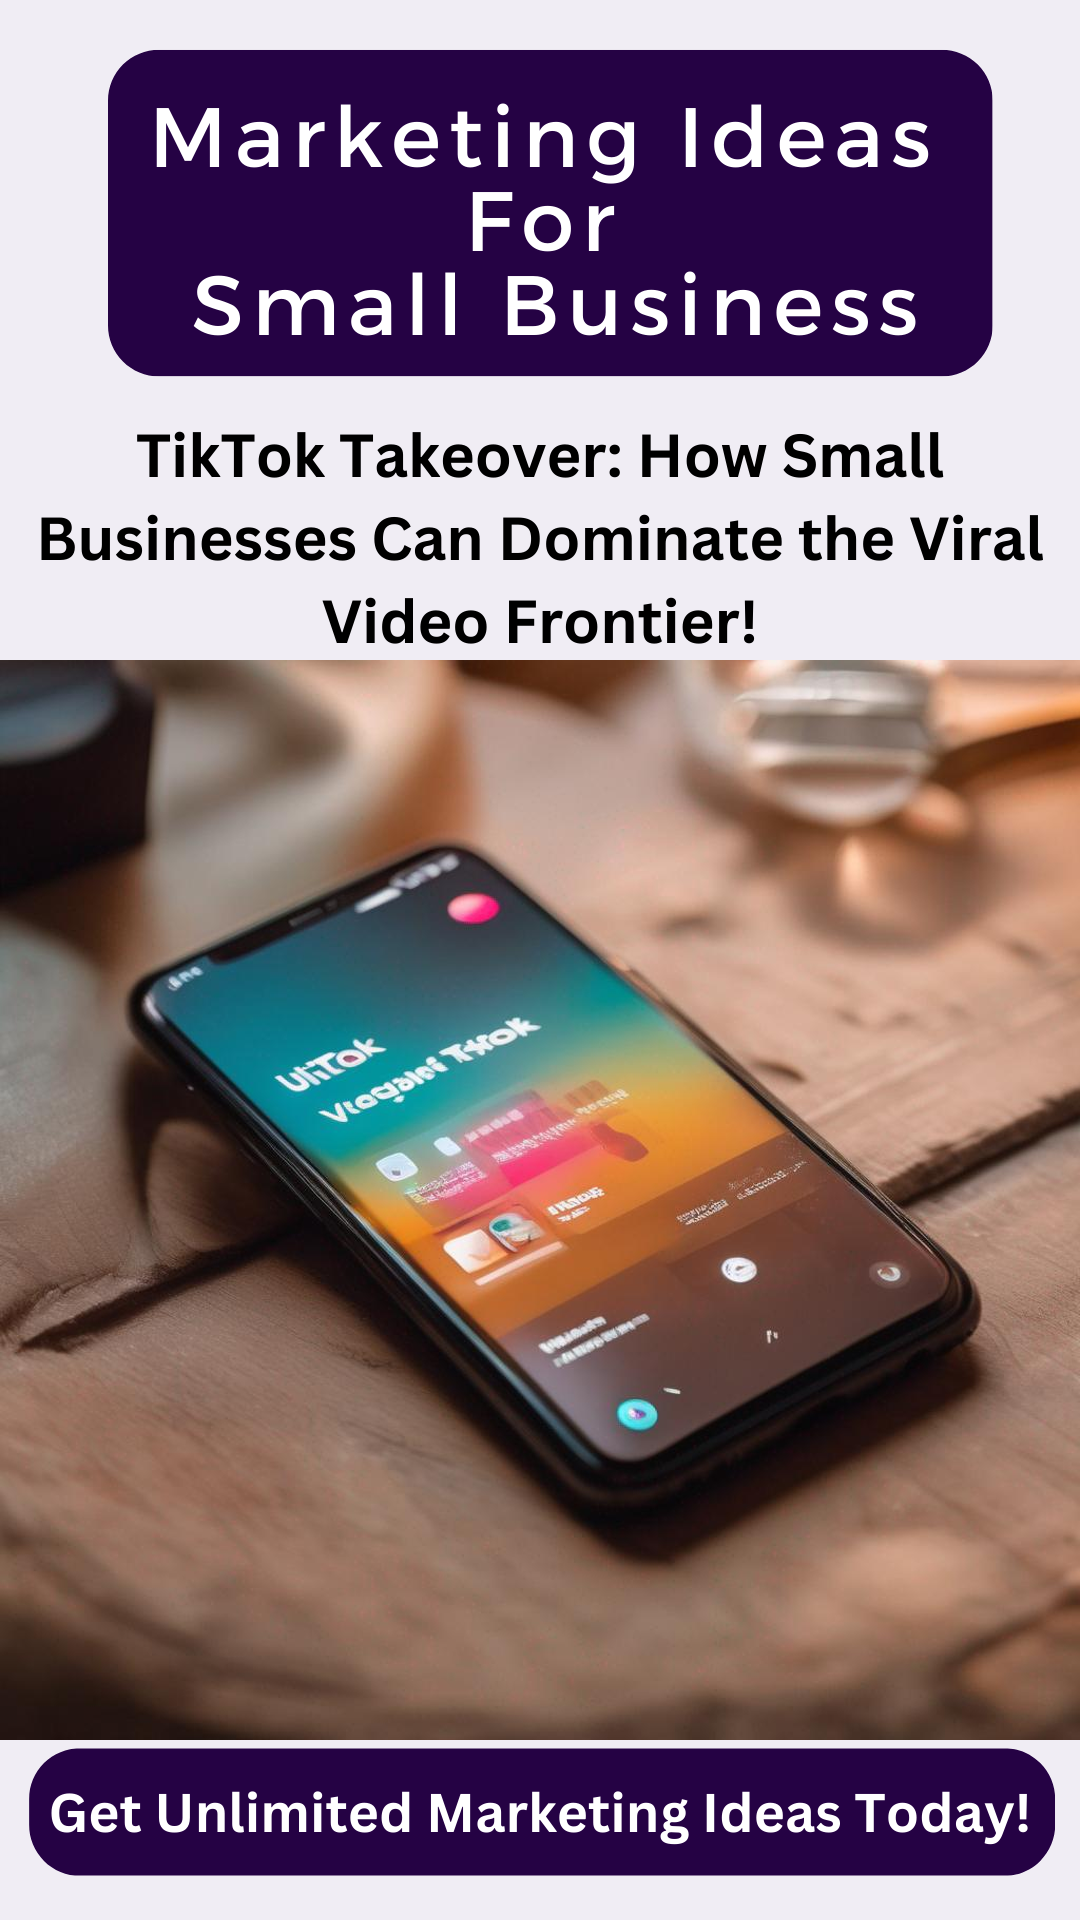 Marketing Ideas
For
Small Business
TikTok Takeover: How Small
Businesses Can Dominate the Viral
Video Frontier!
UhTok
Get Unlimited Marketing Ideas Today!